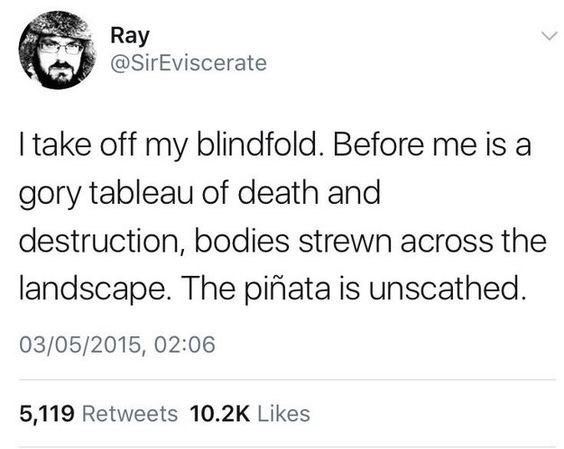 Ray
@SirEviscerate
I take off my blindfold. Before me is a
gory tableau of death and
destruction, bodies strewn across the
landscape. The piñata is unscathed.
03/05/2015, 02:06
5,119 Retweets 10.2K Likes